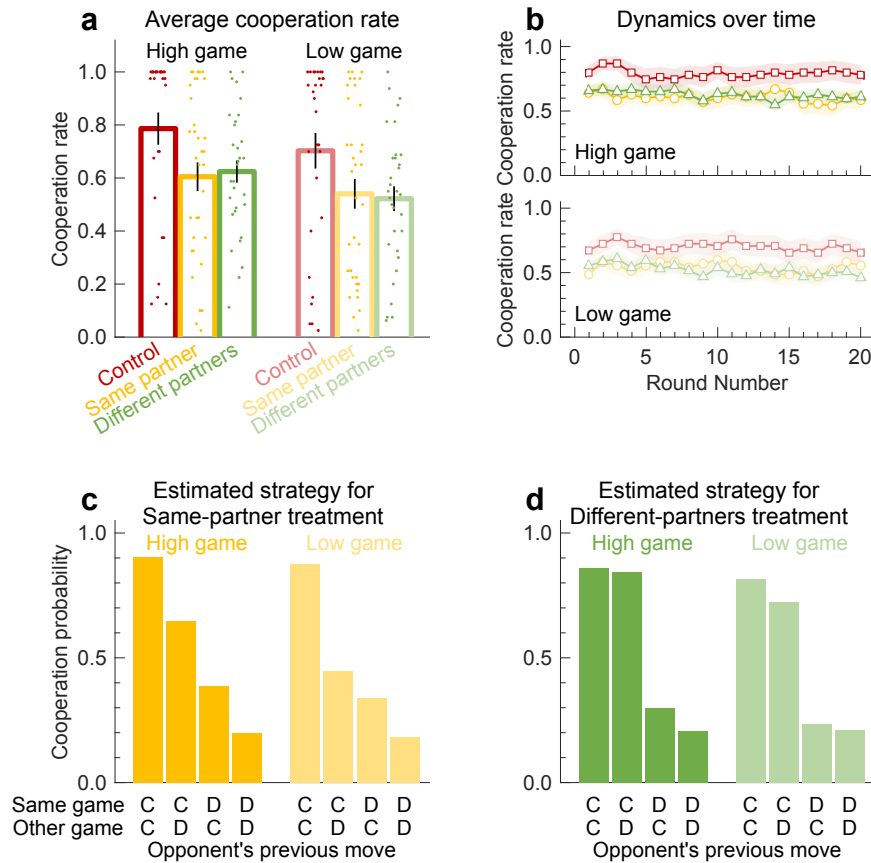 a Average cooperation rate
High game Low game
Cooperation rate
1.0
0.8
0.6
0.4
0.2
0.0
Control
Same partner
Different partners
Control
Same partner
Different partners
b Dynamics over time
Cooperation rate
1.0
0.5
0.0
High game
Cooperation rate
1.0
0.5
0.0
Low game
0 5 10 15 20
Round Number
c Estimated strategy for
Same-partner treatment
High game Low game
Cooperation probability
1.0
0.5
0.0
Same game C C D D C C D D
Other game C D C D C D C D
Opponent's previous move
d Estimated strategy for
Different-partners treatment
High game Low game
1.0
0.5
0.0
C C D D C C D D
C D C D C D C D
Opponent's previous move